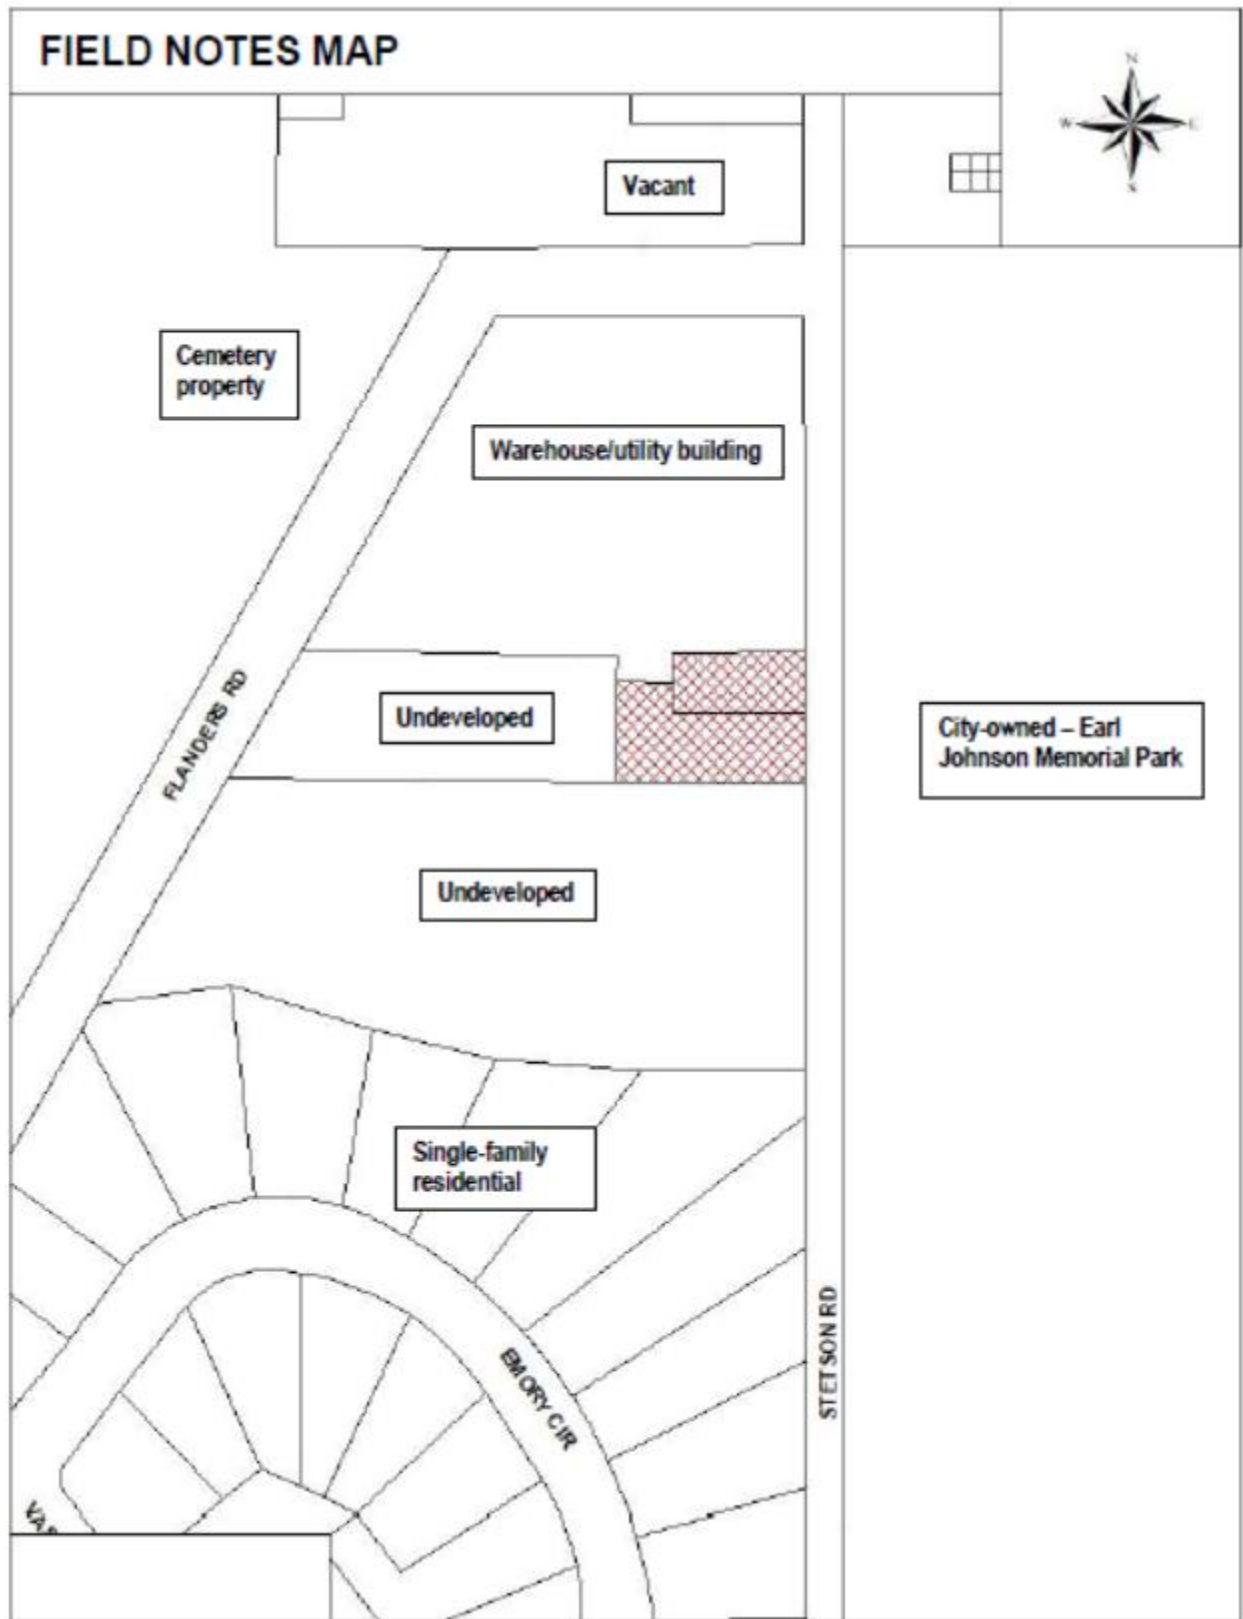 FIELD NOTES MAP
N
W E
S
Vacant
Cemetery
property
Warehouse/utility building
FLANDERS RD
Undeveloped
City-owned – Earl
Johnson Memorial Park
Undeveloped
Single-family
residential
EMORY CIR
STETSON RD